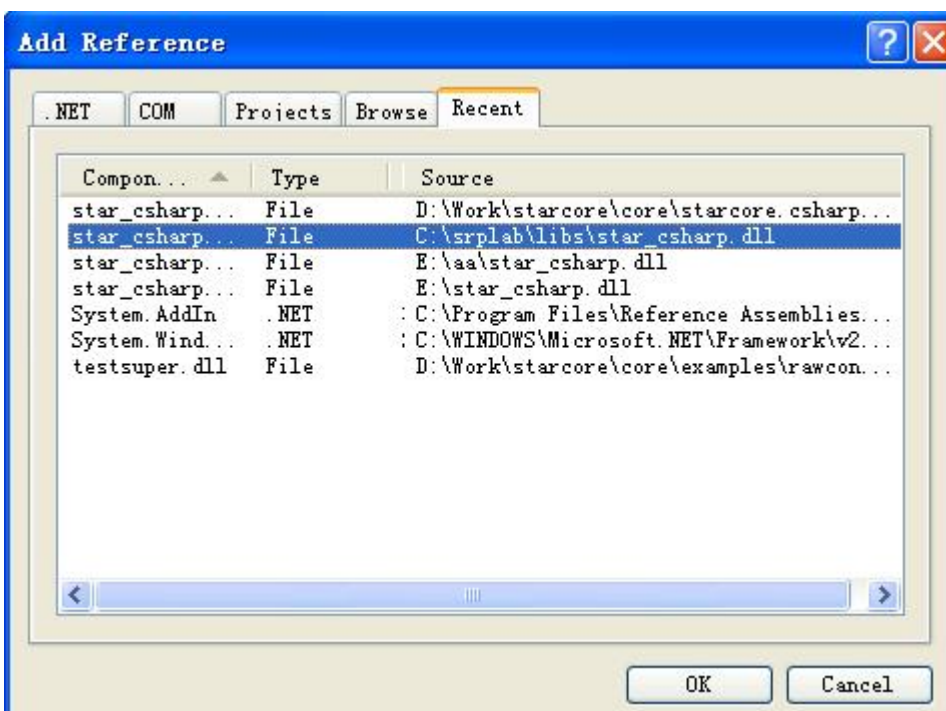 Add Reference
.NET COM Projects Browse Recent
Compon... Type Source
star_csharp... File D:\Work\starcore\core\starcore.csharp...
star_csharp... File C:\srplab\libs\star_csharp.dll
star_csharp... File E:\aa\star_csharp.dll
star_csharp... File E:\star_csharp.dll
System.AddIn .NET : C:\Program Files\Reference Assemblies...
System.Wind... .NET : C:\WINDOWS\Microsoft.NET\Framework\v2...
testsuper.dll File D:\Work\starcore\core\examples\rawcon...
OK Cancel